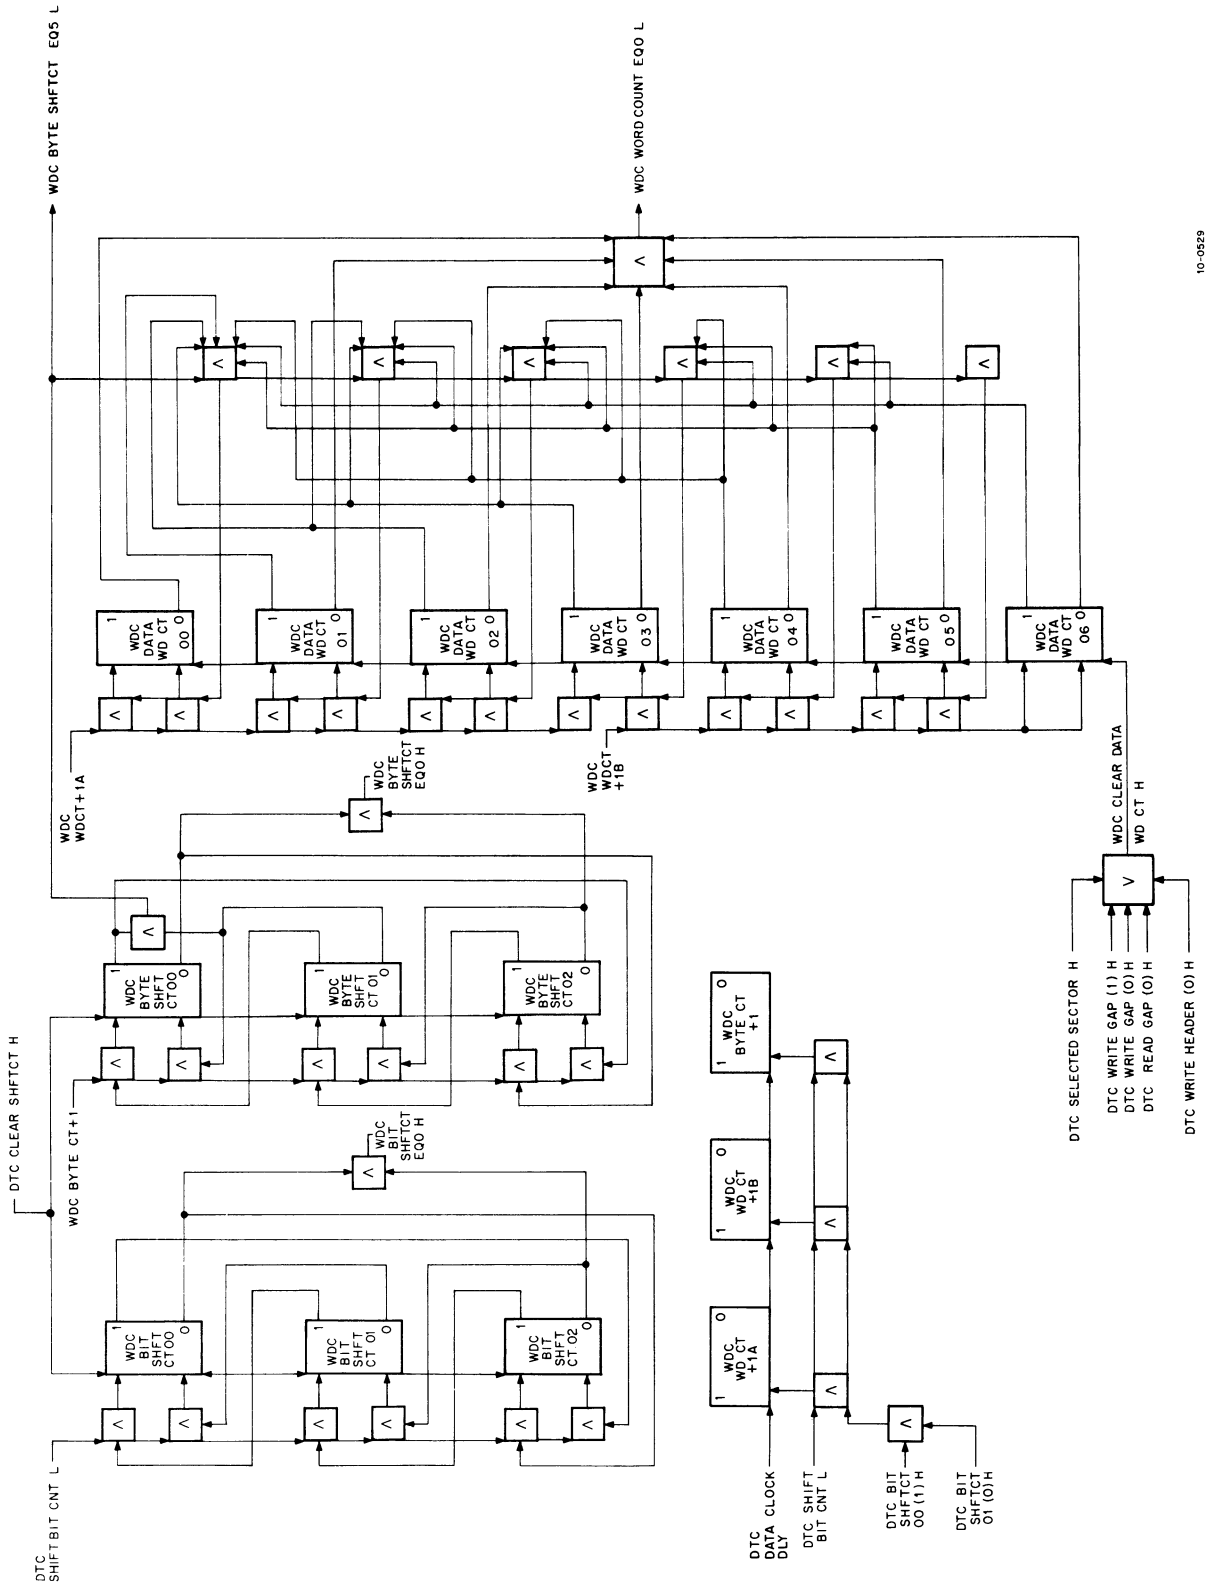 WDC BYTE SHFTCT EQ5 L
WDC WORD COUNT EQ0 L
DTC CLEAR SHFTCT H
WDC
WDCT+1A
WDC
WDCT
+1B
WDC BYTE CT+1
DTC
SHIFT BIT CNT L
1
WDC
DATA
WD CT
00
0
1
WDC
DATA
WD CT
01
0
1
WDC
DATA
WD CT
02
0
1
WDC
DATA
WD CT
03
0
1
WDC
DATA
WD CT
04
0
1
WDC
DATA
WD CT
05
0
1
WDC
DATA
WD CT
06
0
WDC
BYTE
SHFTCT
EQ0 H
1
WDC
BYTE
SHFT
CT00
0
1
WDC
BYTE
SHFT
CT01
0
1
WDC
BYTE
SHFT
CT02
0
WDC
BIT
SHFTCT
EQ0 H
1
WDC
BIT
SHFT
CT00
0
1
WDC
BIT
SHFT
CT 01
0
1
WDC
BIT
SHFT
CT 02
0
1
WDC
WD CT
+1A
0
1
WDC
WD CT
+1B
0
1
WDC
BYTE CT
+1
0
DTC
DATA CLOCK
DLY
DTC SHIFT
BIT CNT L
DTC BIT
SHFTCT
00 (1) H
DTC BIT
SHFTCT
01 (0) H
WDC CLEAR DATA
WD CT H
DTC SELECTED SECTOR H
DTC WRITE GAP (1) H
DTC WRITE GAP (0) H
DTC READ GAP (0) H
DTC WRITE HEADER (0) H
10-0529